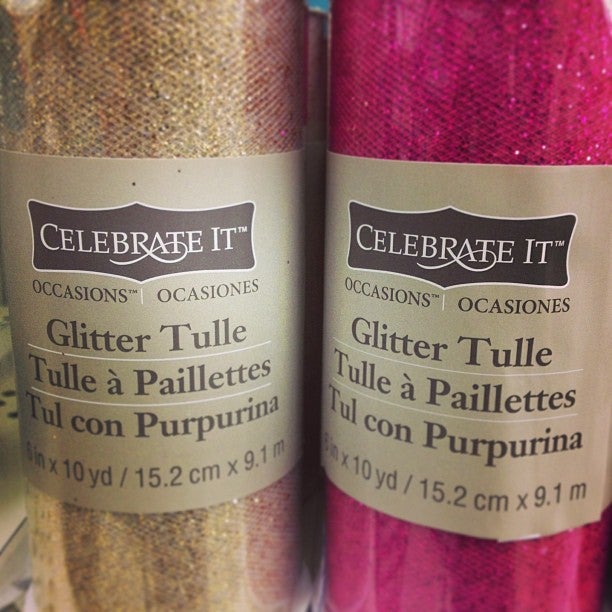 CELEBRATE IT™
OCCASIONS™ | OCASIONES
Glitter Tulle
Tulle à Paillettes
Tul con Purpurina
6 in x 10 yd / 15.2 cm x 9.1 m
CELEBRATE IT™
OCCASIONS™ | OCASIONES
Glitter Tulle
Tulle à Paillettes
Tul con Purpurina
6 in x 10 yd / 15.2 cm x 9.1 m